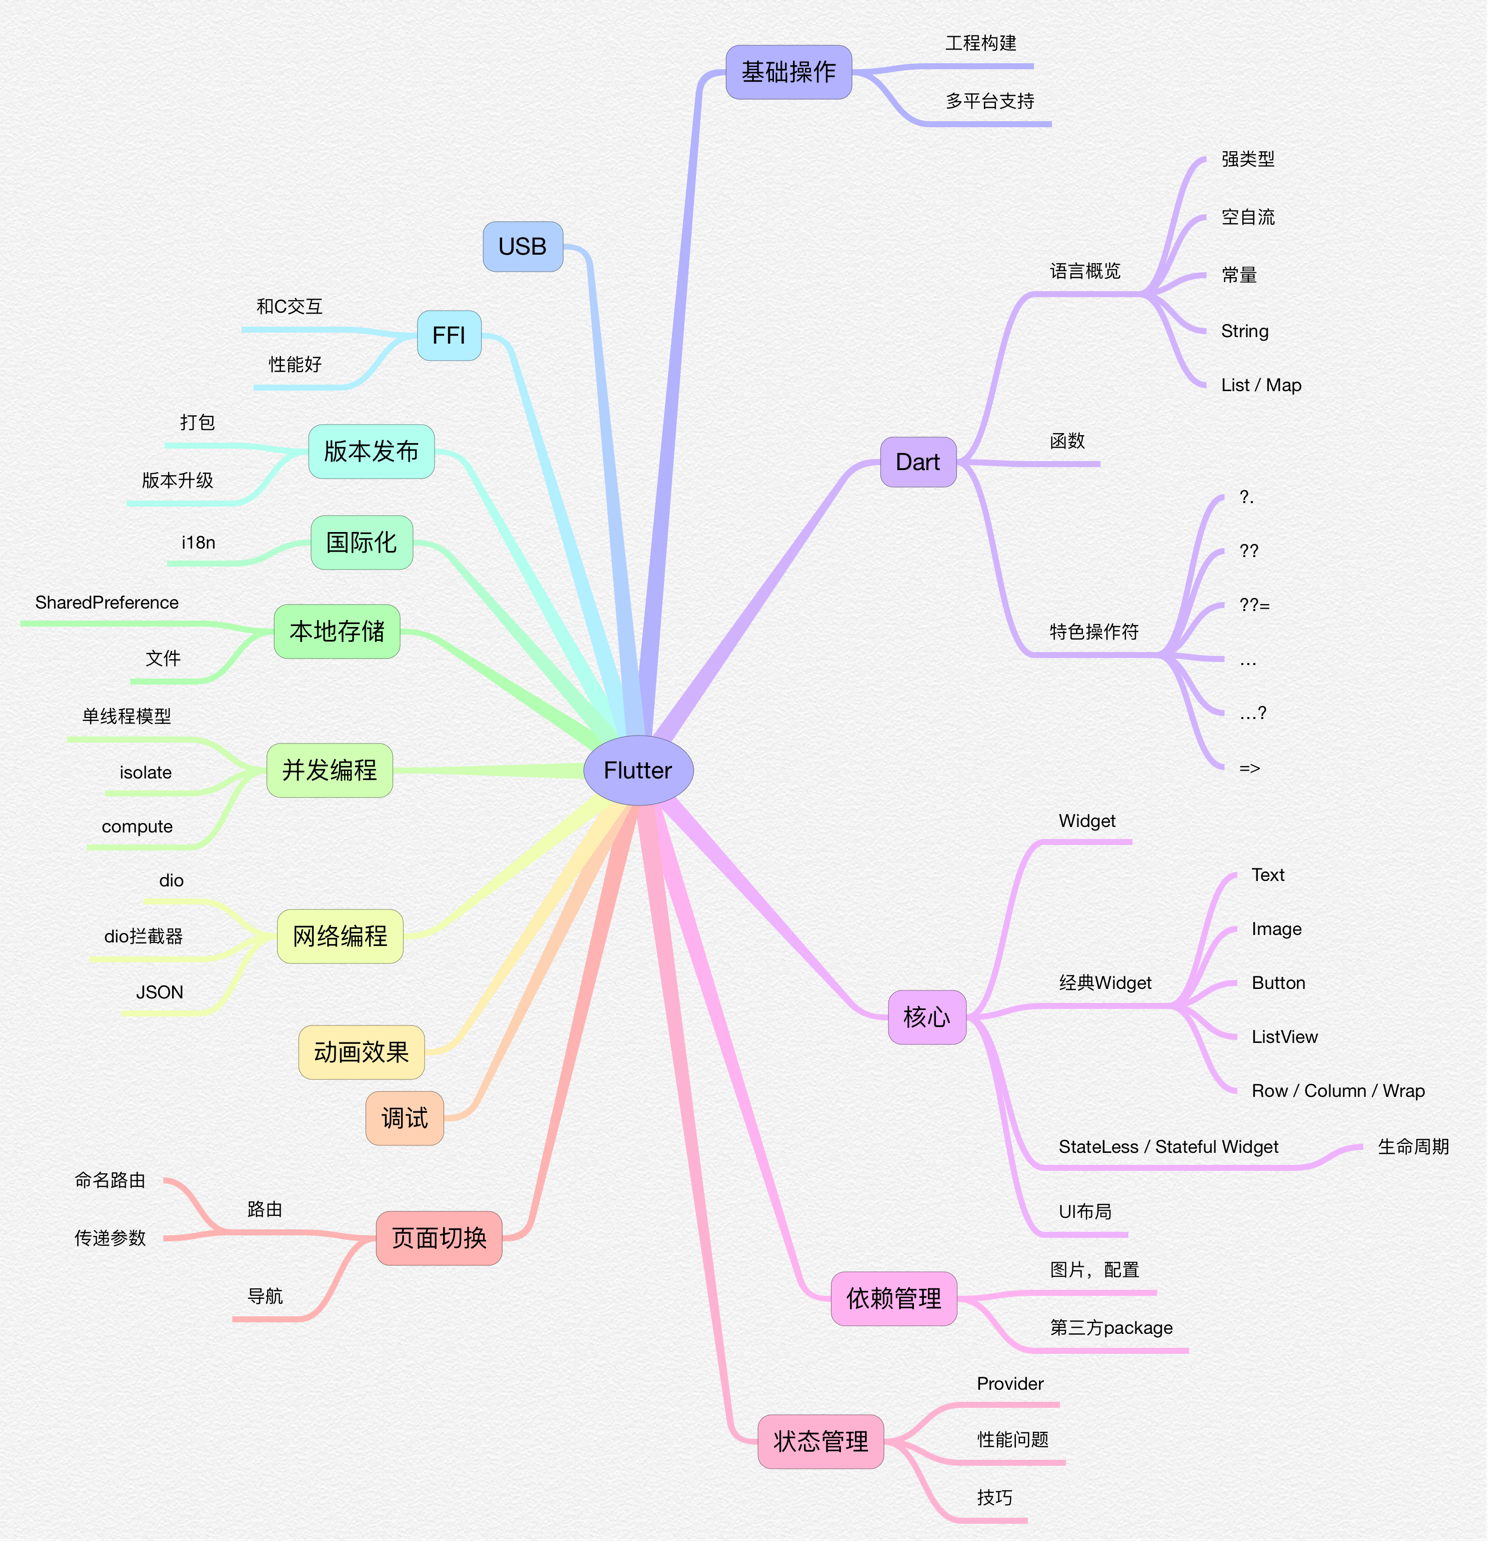 Flutter
基础操作
工程构建
多平台支持
Dart
语言概览
强类型
空自流
常量
String
List / Map
函数
特色操作符
?.
??
??=
...
...?
=>
核心
Widget
经典Widget
Text
Image
Button
ListView
Row / Column / Wrap
StateLess / Stateful Widget
生命周期
UI布局
依赖管理
图片，配置
第三方package
状态管理
Provider
性能问题
技巧
USB
FFI
和C交互
性能好
版本发布
打包
版本升级
国际化
i18n
本地存储
SharedPreference
文件
并发编程
单线程模型
isolate
compute
网络编程
dio
dio拦截器
JSON
动画效果
调试
页面切换
路由
命名路由
传递参数
导航